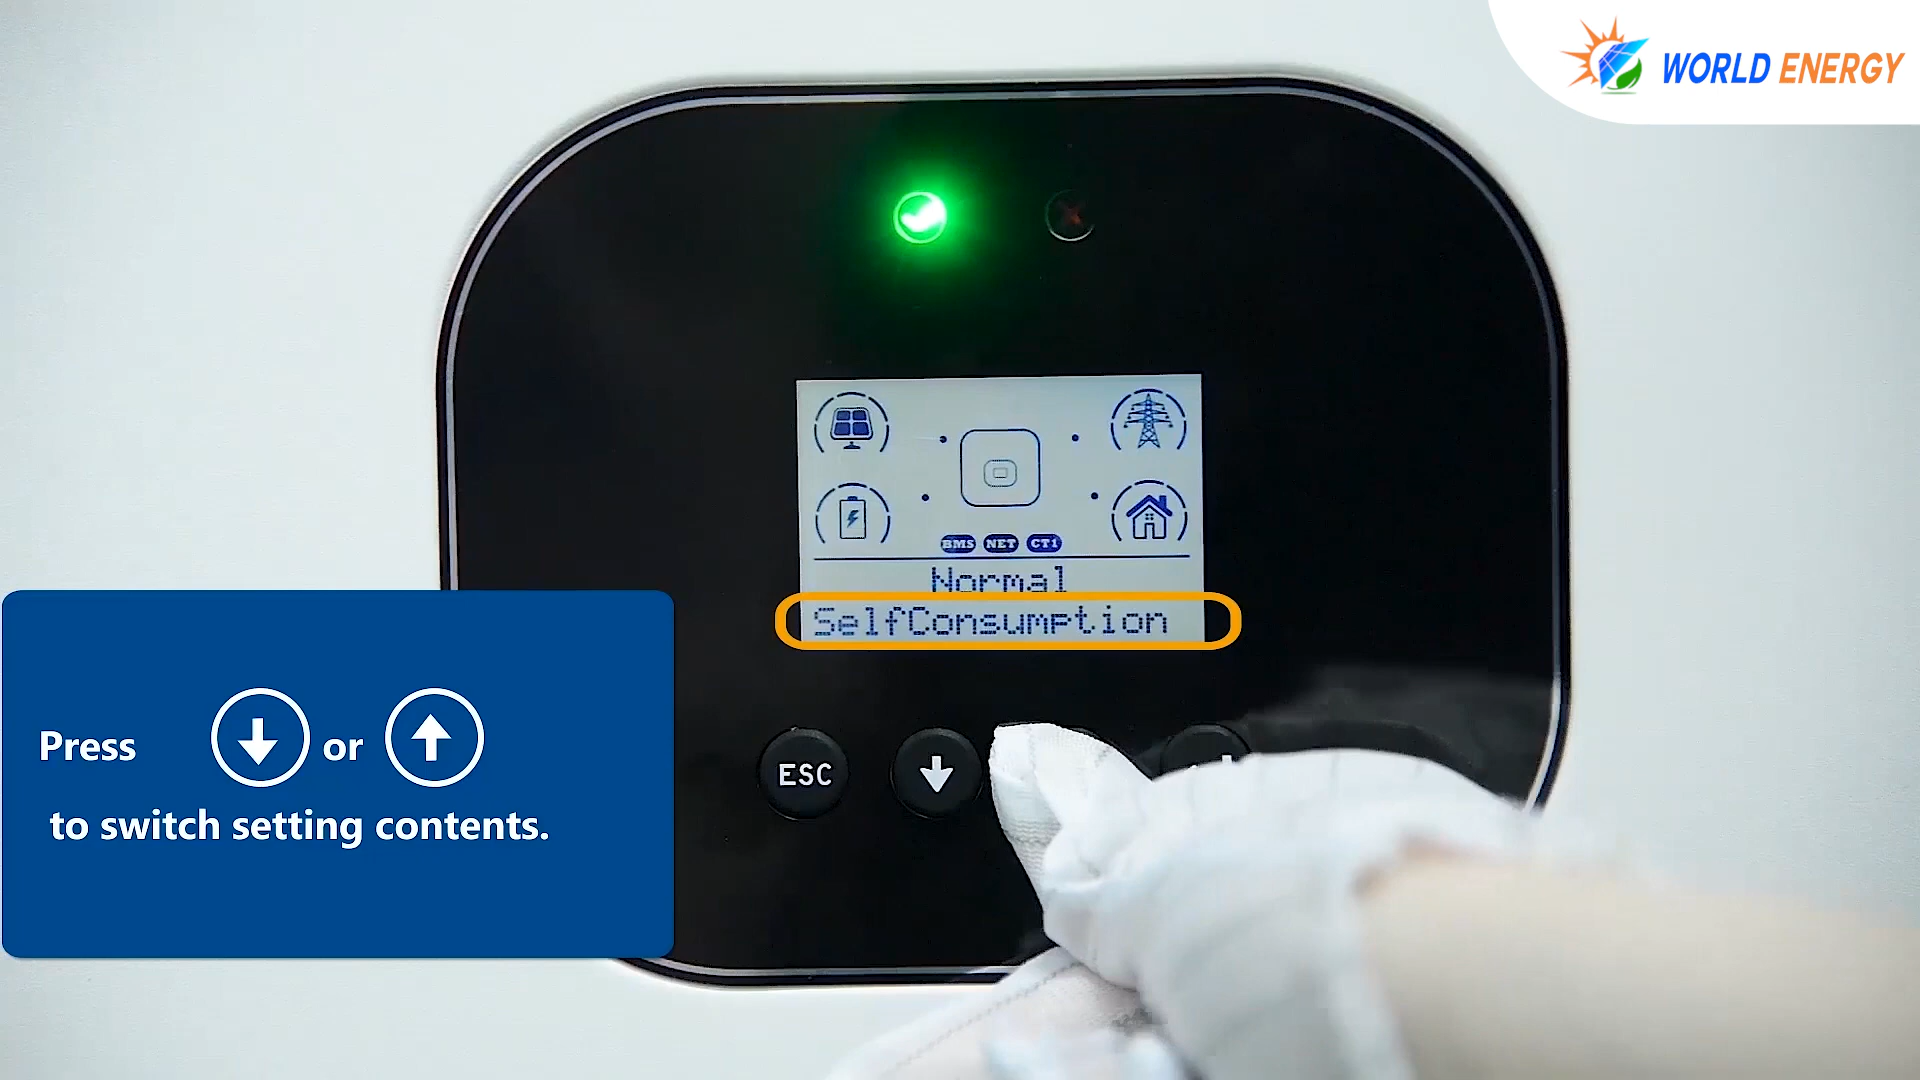 WORLD ENERGY
BMS NET CT1
Normal
SelfConsumption
ESC
Press or
to switch setting contents.